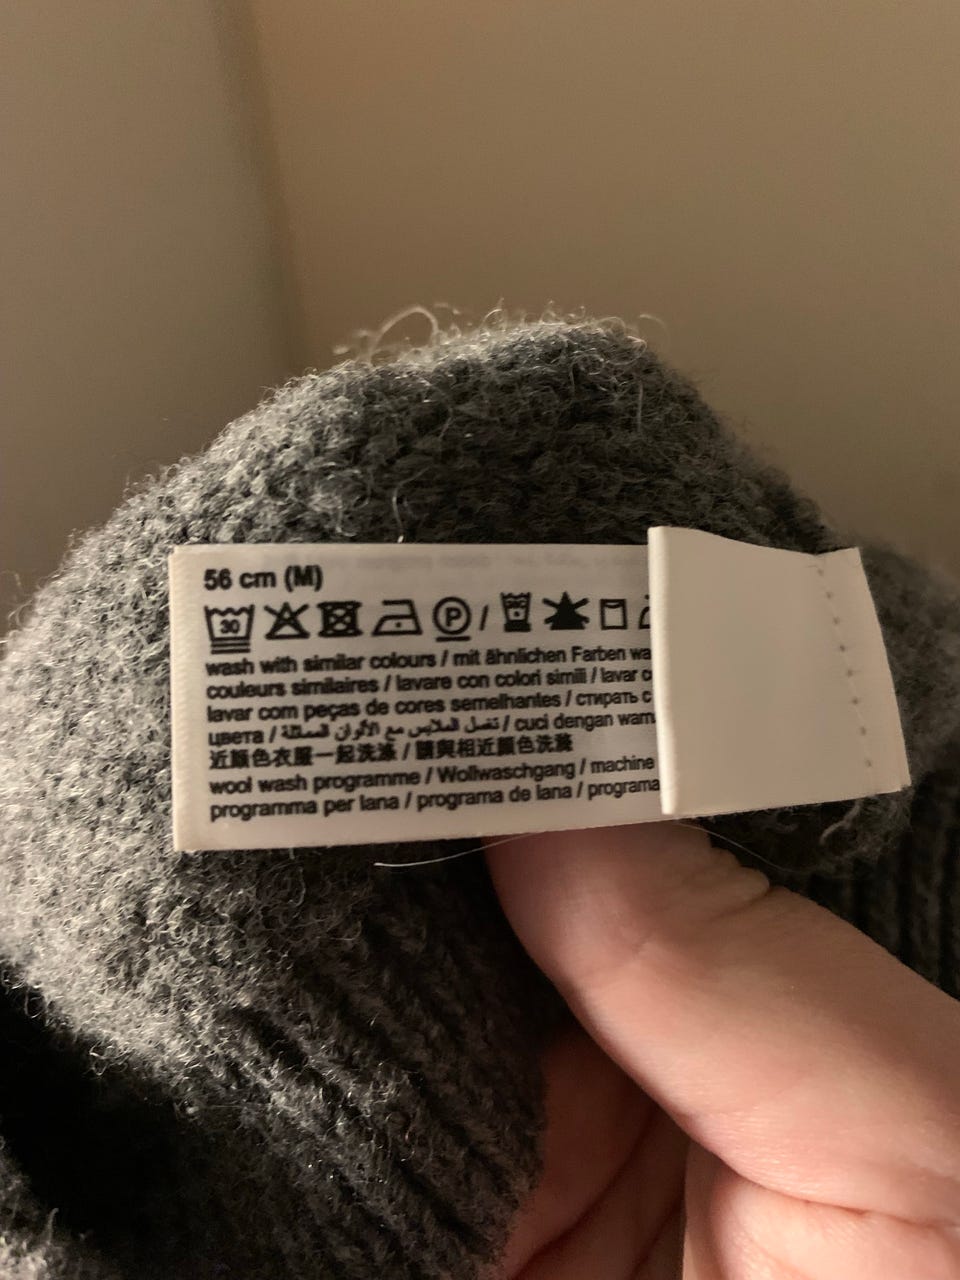 56 cm (M)
30 P /
wash with similar colours / mit ähnlichen Farben wa
couleurs similaires / lavare con colori simili / lavar c
lavar com peças de cores semelhantes / стирать с
цвета / تغسل الملابس مع الألوان المماثلة / cuci dengan warn
近顏色衣服一起洗滌 / 請與相近顏色洗滌
wool wash programme / Wollwaschgang / machine
programma per lana / programa de lana / programa